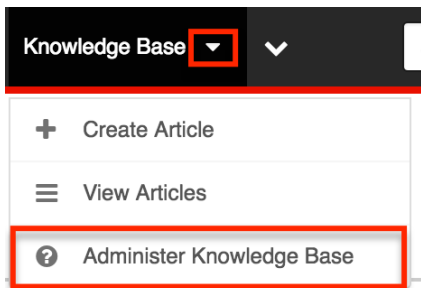 Knowledge Base
Create Article
View Articles
Administer Knowledge Base